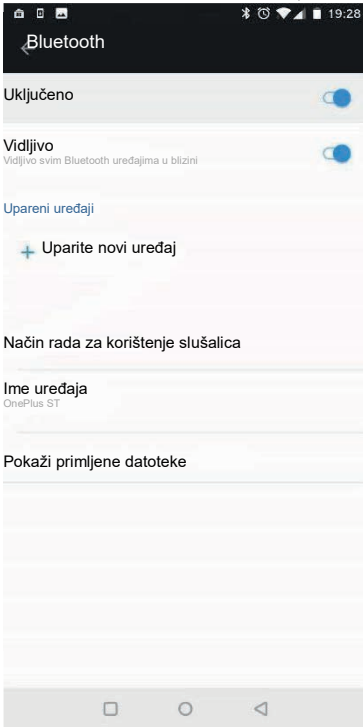 19:28
Bluetooth
Uključeno
Vidljivo
Vidljivo svim Bluetooth uređajima u blizini
Upareni uređaji
+ Uparite novi uređaj
Način rada za korištenje slušalica
Ime uređaja
OnePlus ST
Pokaži primljene datoteke